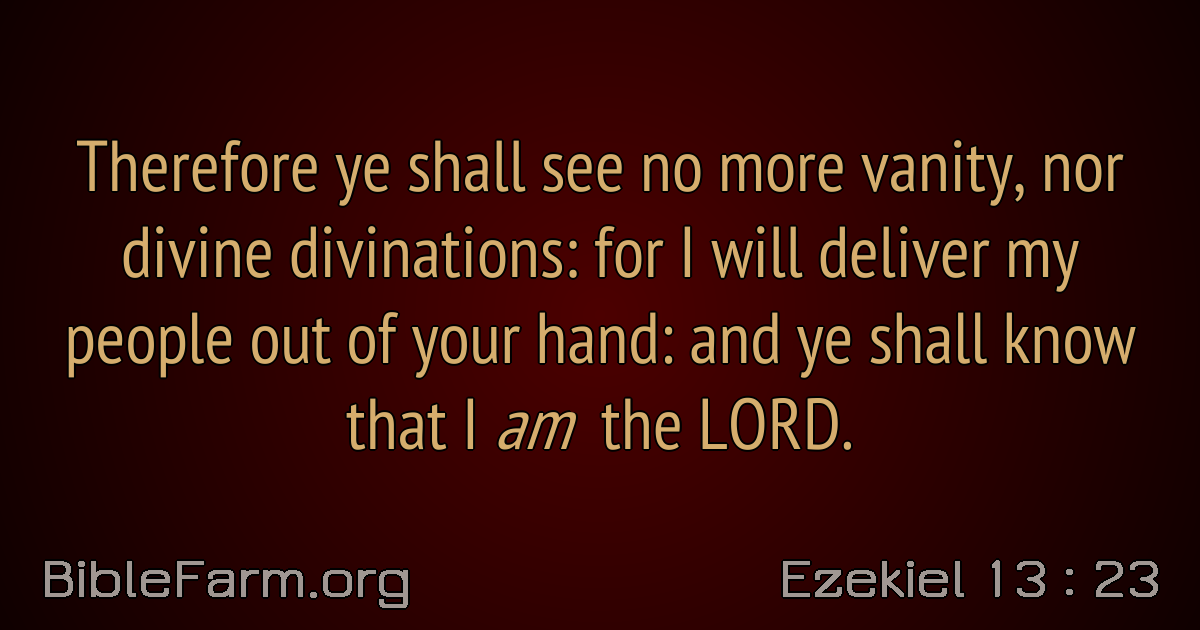 Therefore ye shall see no more vanity, nor
divine divinations: for I will deliver my
people out of your hand: and ye shall know
that I am the LORD.
BibleFarm.org
Ezekiel 13 : 23